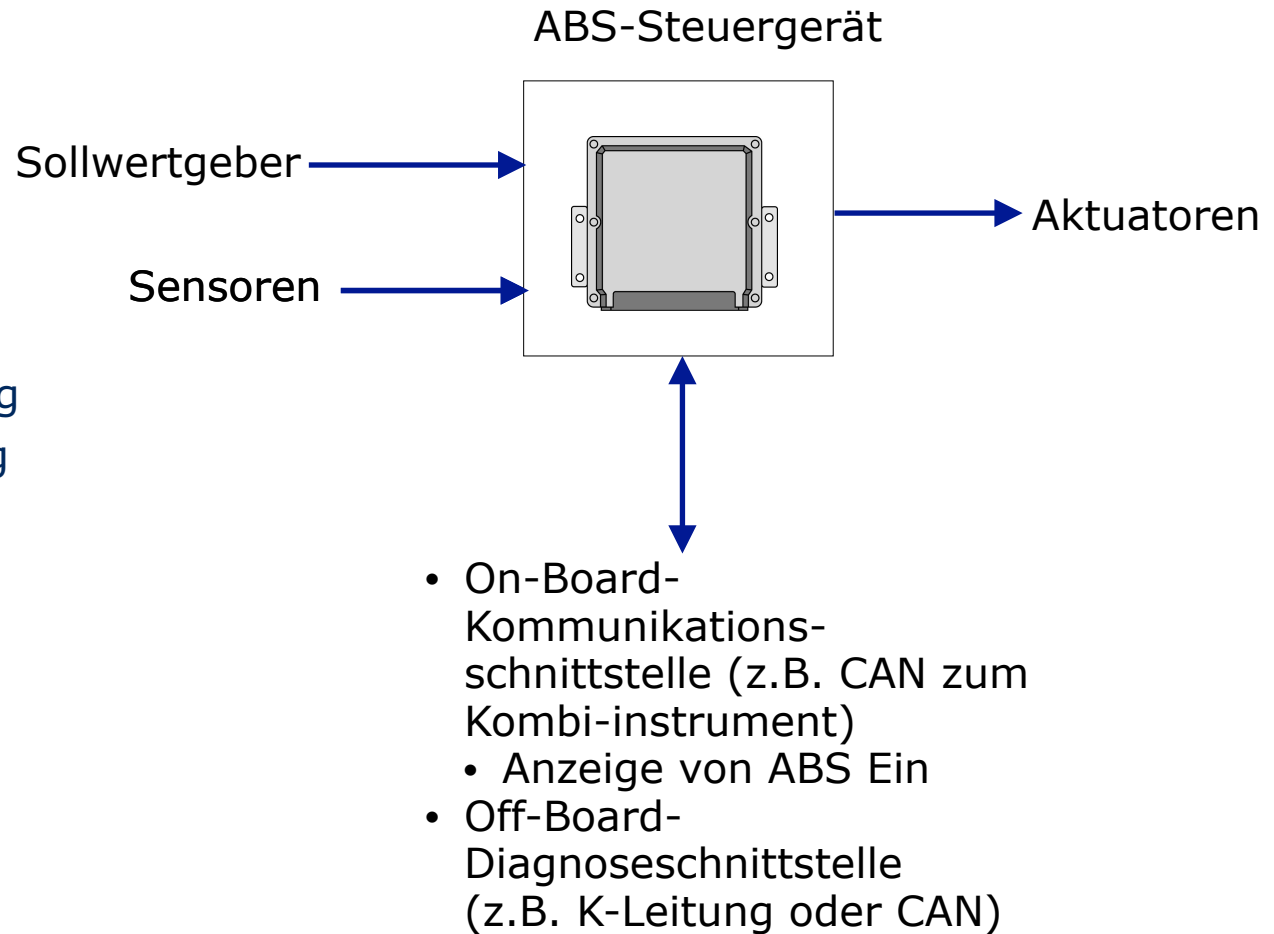 ABS-Steuergerät
Sollwertgeber
Aktuatoren
Sensoren
g
g
• On-Board-
Kommunikations-
schnittstelle (z.B. CAN zum
Kombi-instrument)
• Anzeige von ABS Ein
• Off-Board-
Diagnoseschnittstelle
(z.B. K-Leitung oder CAN)